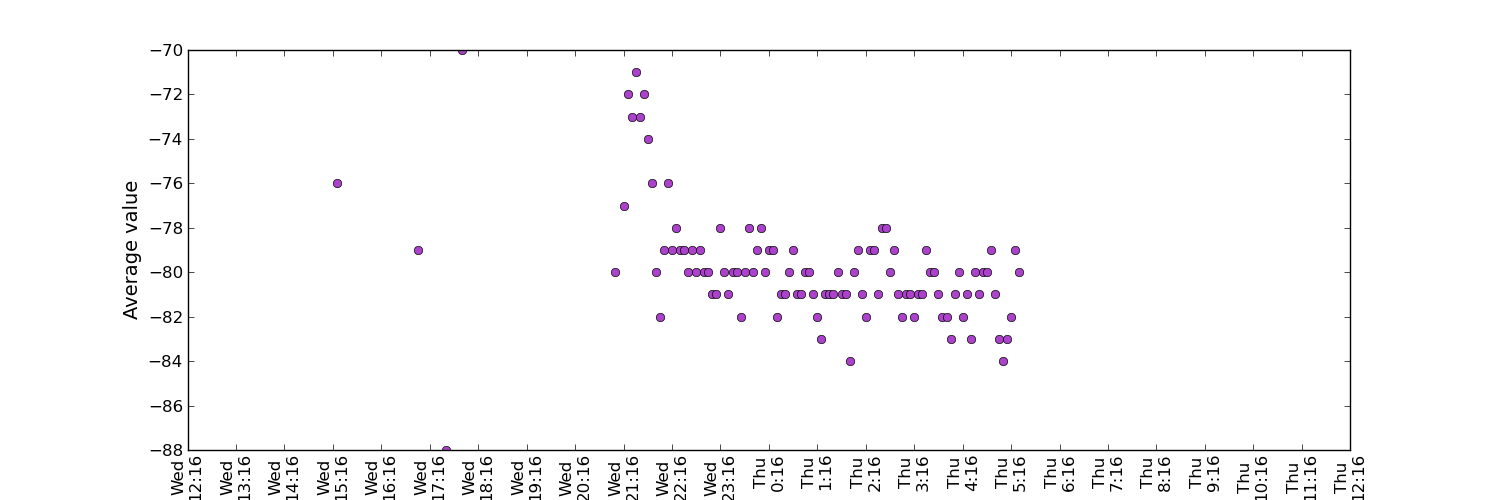 −70
−72
−74
−76
−78
−80
−82
−84
−86
−88
Average value
Wed
12:16
Wed
13:16
Wed
14:16
Wed
15:16
Wed
16:16
Wed
17:16
Wed
18:16
Wed
19:16
Wed
20:16
Wed
21:16
Wed
22:16
Wed
23:16
Thu
0:16
Thu
1:16
Thu
2:16
Thu
3:16
Thu
4:16
Thu
5:16
Thu
6:16
Thu
7:16
Thu
8:16
Thu
9:16
Thu
10:16
Thu
11:16
Thu
12:16